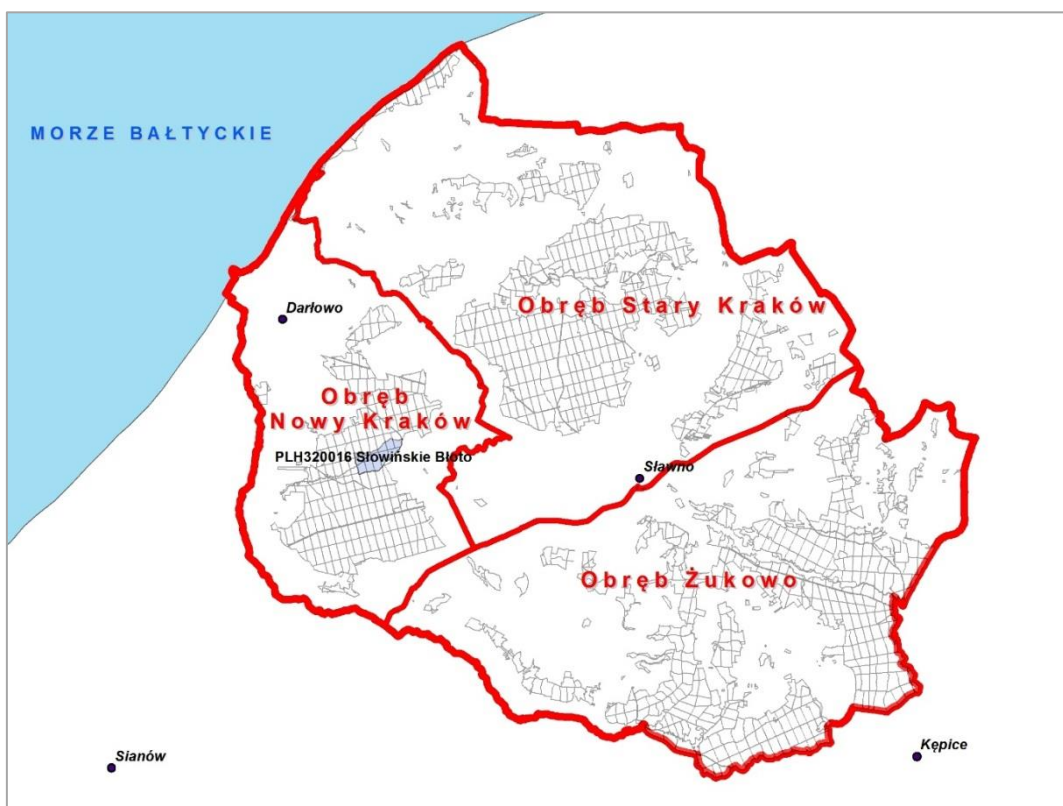 MORZE BAŁTYCKIE
Darłowo
Obręb Stary Kraków
Obręb
Nowy Kraków
PLH320016 Słowińskie Błoto
Sławno
Obręb Żukowo
Sianów
Kępice